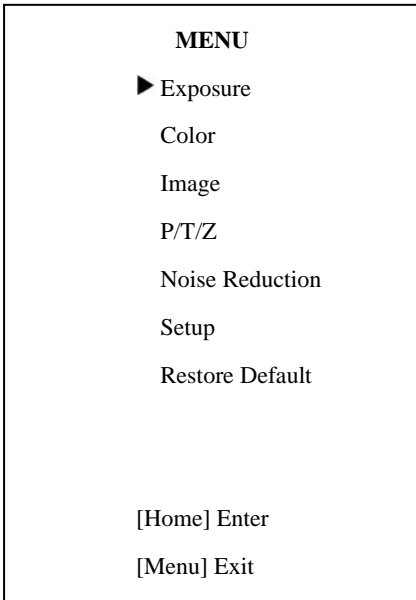 MENU
Exposure
Color
Image
P/T/Z
Noise Reduction
Setup
Restore Default
[Home] Enter
[Menu] Exit